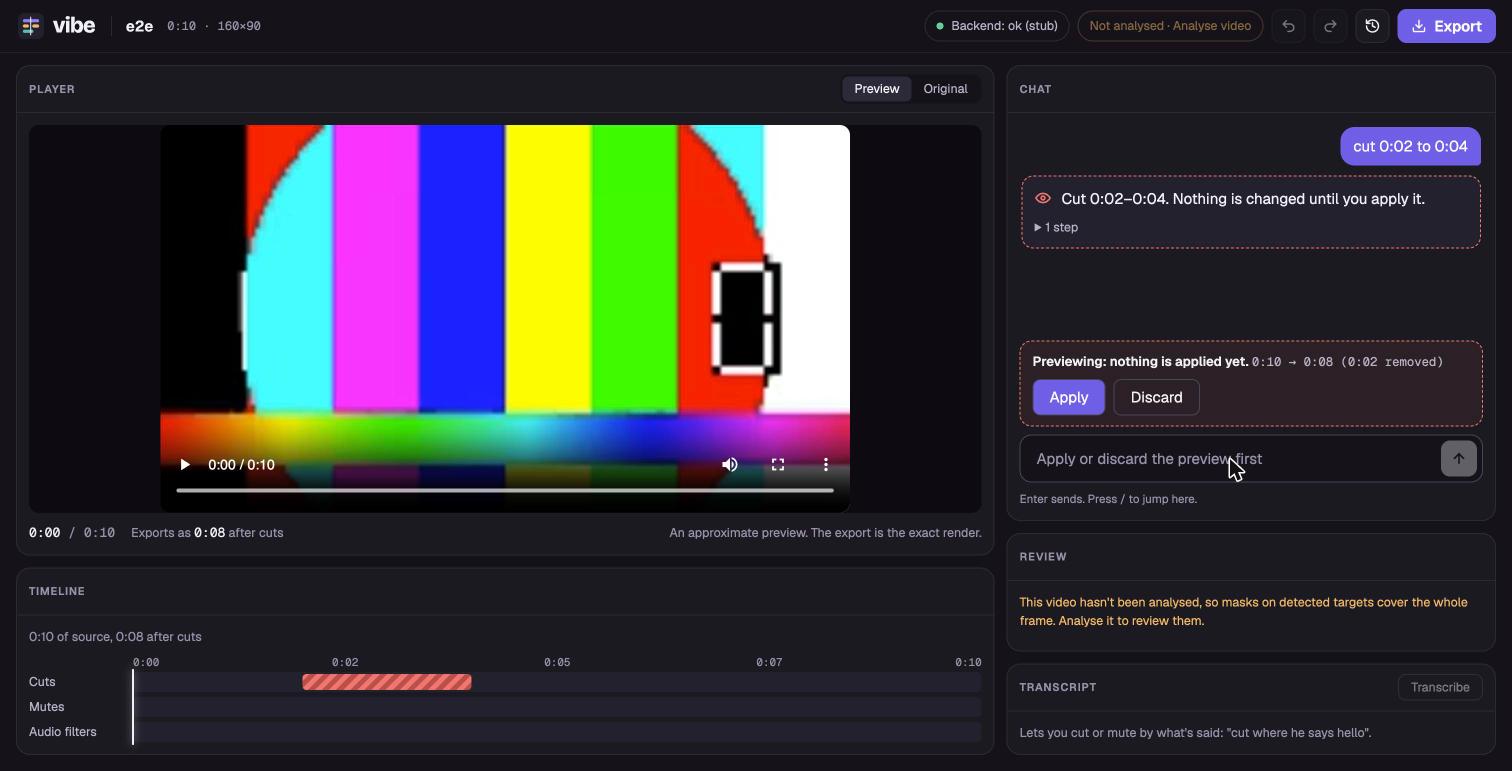 vibe
e2e
0:10 · 160×90
Backend: ok (stub)
Not analysed · Analyse video
Export
PLAYER
Preview
Original
0:00 / 0:10
0:00 / 0:10
Exports as 0:08 after cuts
An approximate preview. The export is the exact render.
TIMELINE
0:10 of source, 0:08 after cuts
0:00 0:02 0:05 0:07 0:10
Cuts
Mutes
Audio filters
CHAT
cut 0:02 to 0:04
Cut 0:02–0:04. Nothing is changed until you apply it.
1 step
Previewing: nothing is applied yet. 0:10 → 0:08 (0:02 removed)
Apply
Discard
Apply or discard the preview first
Enter sends. Press / to jump here.
REVIEW
This video hasn't been analysed, so masks on detected targets cover the whole
frame. Analyse it to review them.
TRANSCRIPT
Transcribe
Lets you cut or mute by what's said: "cut where he says hello".